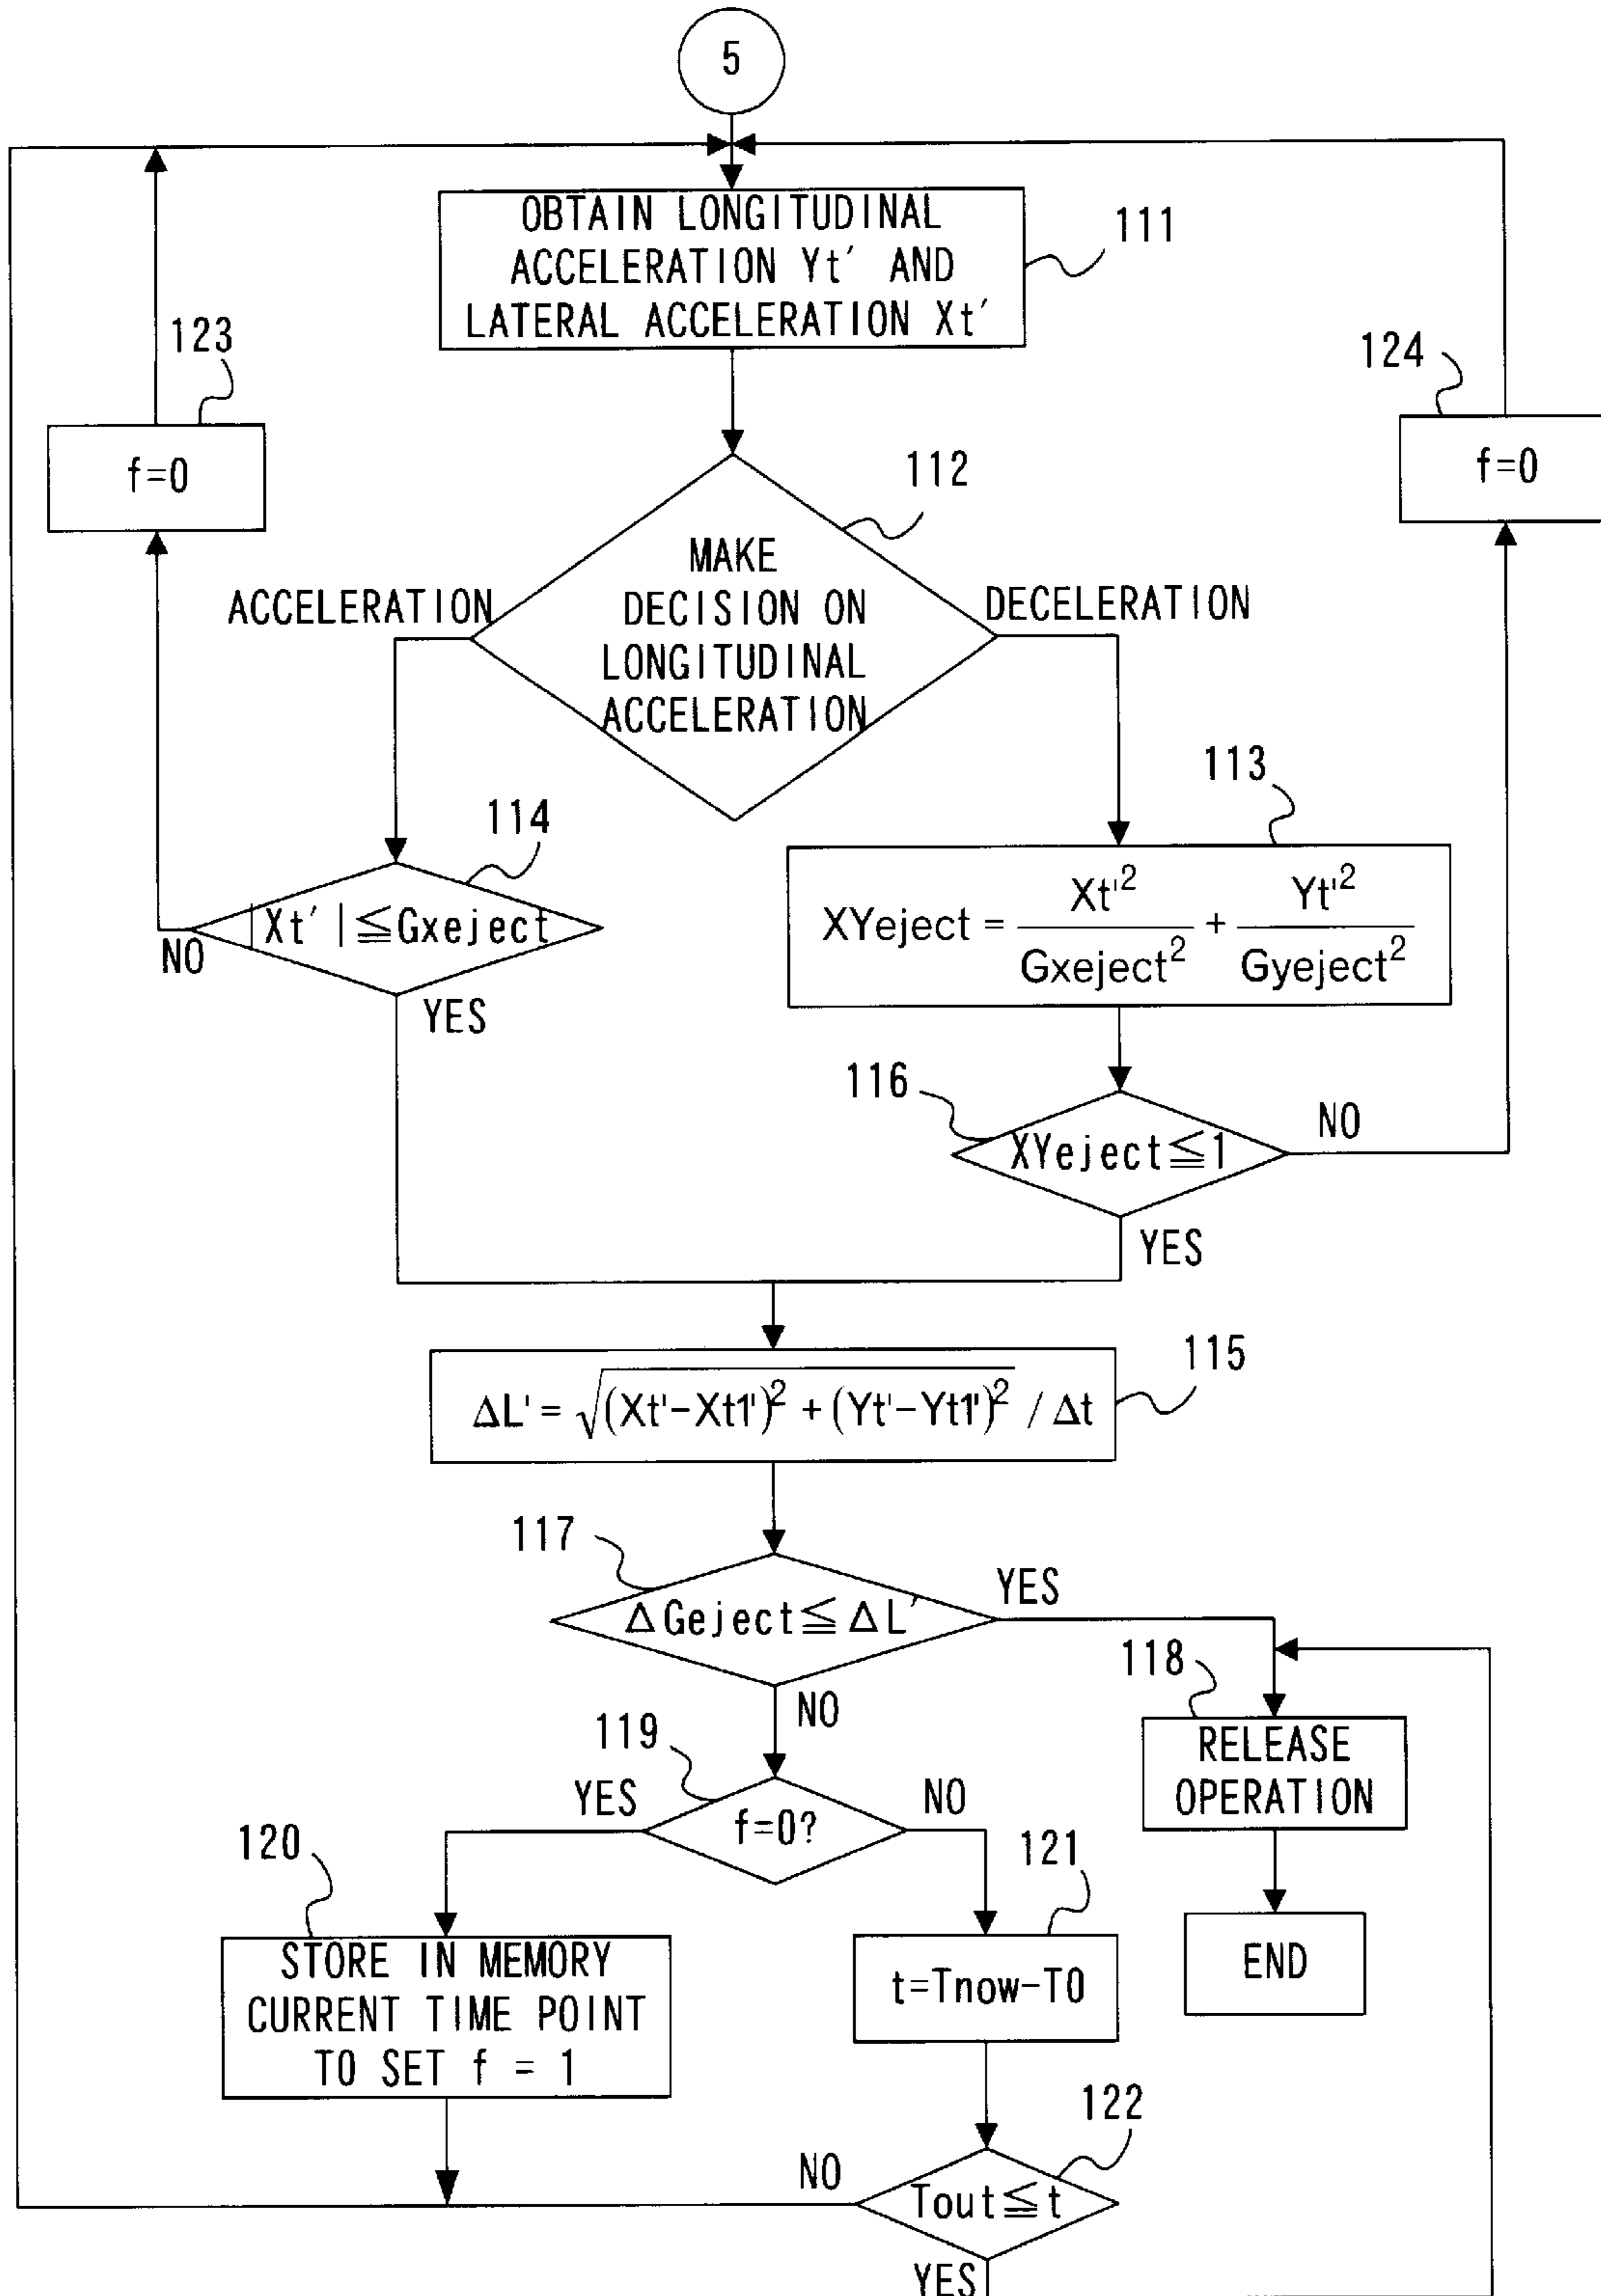 5
OBTAIN LONGITUDINAL
ACCELERATION Yt' AND
LATERAL ACCELERATION Xt'
111
123
f=0
124
f=0
112
MAKE
DECISION ON
LONGITUDINAL
ACCELERATION
ACCELERATION
DECELERATION
114
|Xt'|≦Gxeject
NO
YES
113
XYeject = Xt'² / Gxeject² + Yt'² / Gyeject²
116
XYeject≦1
NO
YES
115
ΔL' = √(Xt'-Xt1')² + (Yt'-Yt1')² / Δt
117
ΔGeject≦ΔL'
YES
NO
118
RELEASE
OPERATION
END
119
f=0?
YES
NO
120
STORE IN MEMORY
CURRENT TIME POINT
TO SET f = 1
121
t=Tnow-T0
122
Tout≦t
NO
YES